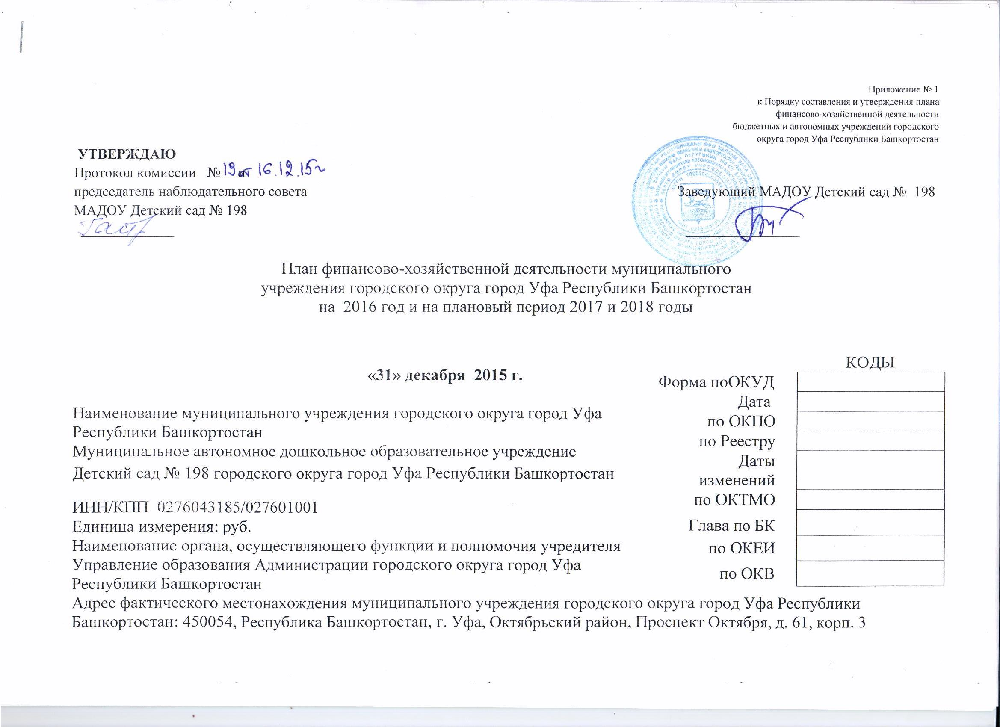 Приложение № 1
к Порядку составления и утверждения плана
финансово-хозяйственной деятельности
бюджетных и автономных учреждений городского
округа город Уфа Республики Башкортостан
УТВЕРЖДАЮ
Протокол комиссии № 19 от 16.12.15г
председатель наблюдательного совета
МАДОУ Детский сад № 198
Заведующий МАДОУ Детский сад № 198
План финансово-хозяйственной деятельности муниципального
учреждения городского округа город Уфа Республики Башкортостан
на 2016 год и на плановый период 2017 и 2018 годы
«31» декабря 2015 г.
Наименование муниципального учреждения городского округа город Уфа
Республики Башкортостан
Муниципальное автономное дошкольное образовательное учреждение
Детский сад № 198 городского округа город Уфа Республики Башкортостан
ИНН/КПП 0276043185/027601001
Единица измерения: руб.
Наименование органа, осуществляющего функции и полномочия учредителя
Управление образования Администрации городского округа город Уфа
Республики Башкортостан
КОДЫ
Форма поОКУД
Дата
по ОКПО
по Реестру
Даты
изменений
по ОКТМО
Глава по БК
по ОКЕИ
по ОКВ
Адрес фактического местонахождения муниципального учреждения городского округа город Уфа Республики
Башкортостан: 450054, Республика Башкортостан, г. Уфа, Октябрьский район, Проспект Октября, д. 61, корп. 3